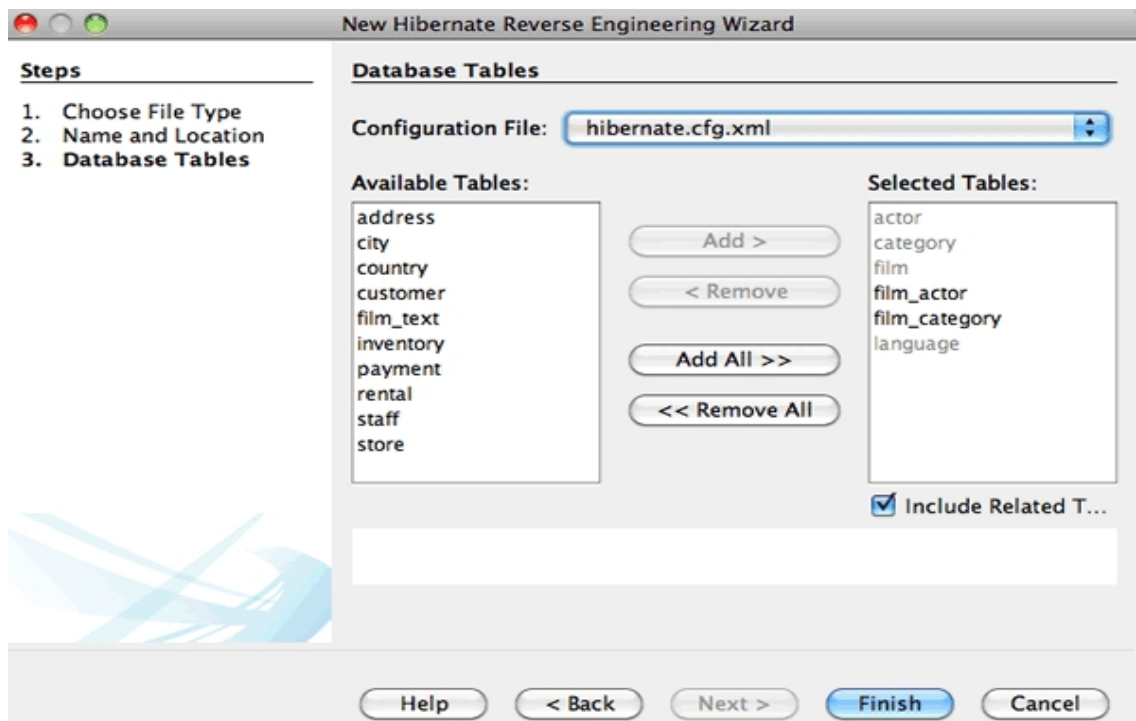 New Hibernate Reverse Engineering Wizard
Steps
1. Choose File Type
2. Name and Location
3. Database Tables
Database Tables
Configuration File: hibernate.cfg.xml
Available Tables:
address
city
country
customer
film_text
inventory
payment
rental
staff
store
Add >
< Remove
Add All >>
<< Remove All
Selected Tables:
actor
category
film
film_actor
film_category
language
Include Related T...
Help
< Back
Next >
Finish
Cancel